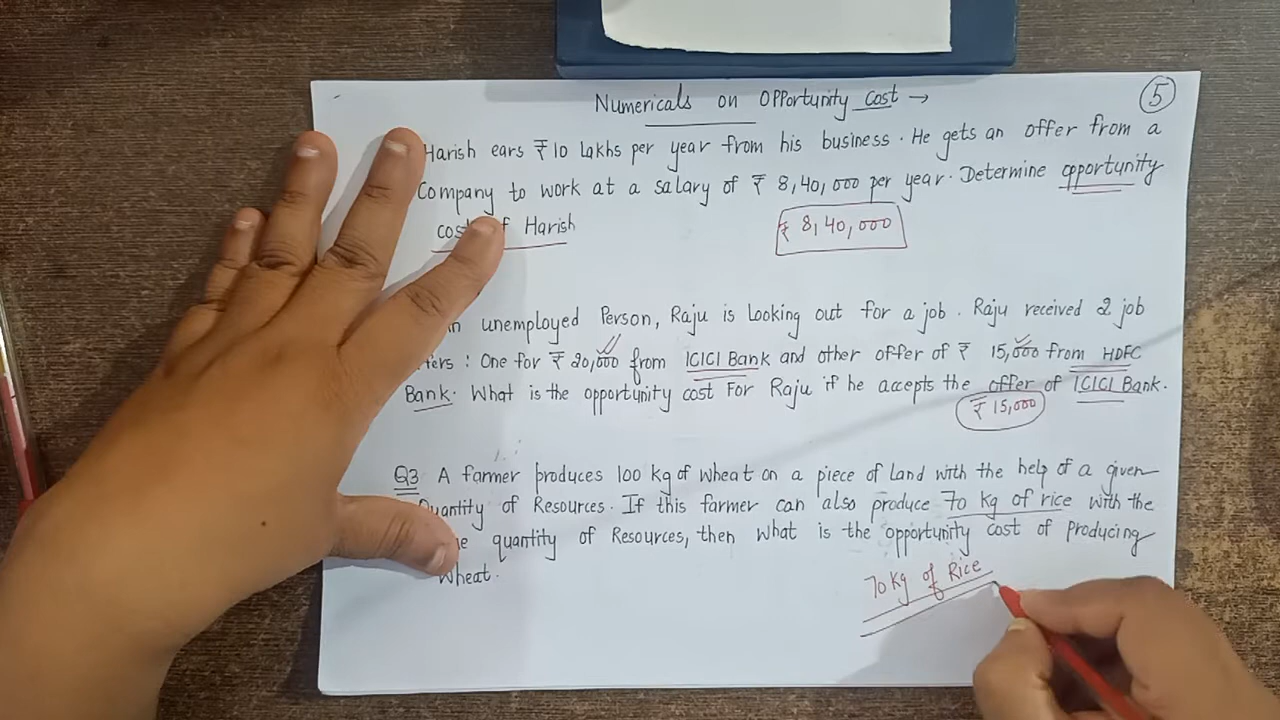 Numericals on Opportunity Cost →
5
Harish ears ₹ 10 Lakhs per year from his business. He gets an offer from a
Company to work at a salary of ₹ 8,40,000 per year. Determine opportunity
Harish
₹ 8,40,000
unemployed Person, Raju is Looking out for a job. Raju received 2 job
: One for ₹ 20,000 from ICICI Bank and other offer of ₹ 15,000 from HDFC
Bank. What is the opportunity cost For Raju if he accepts the offer of ICICI Bank.
₹ 15,000
Q3 A farmer produces 100 kg of wheat on a piece of Land with the help of a given
Quantity of Resources. If this farmer can also produce 70 kg of rice with the
quantity of Resources, then what is the opportunity cost of Producing
Wheat.
70 Kg of Rice